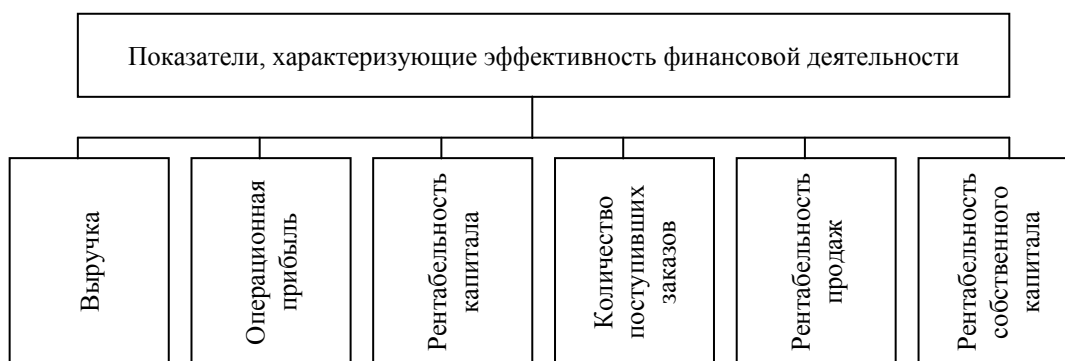 Показатели, характеризующие эффективность финансовой деятельности
Выручка
Операционная
прибыль
Рентабельность
капитала
Количество
поступивших
заказов
Рентабельность
продаж
Рентабельность
собственного
капитала